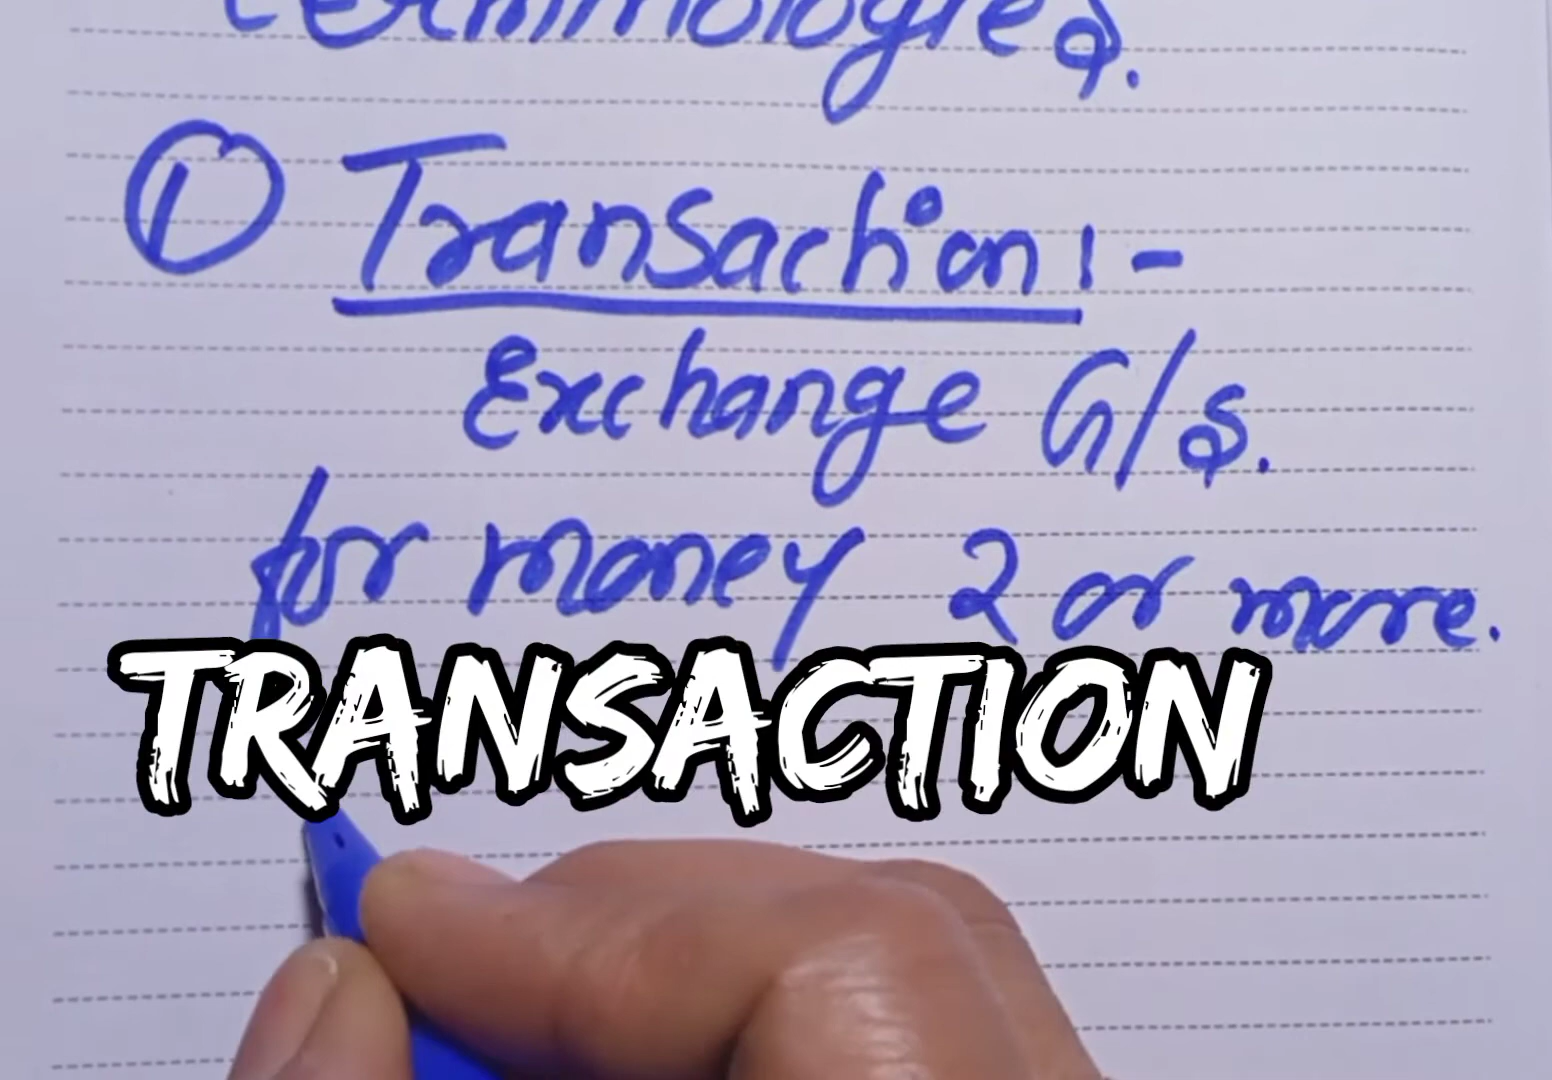 terminologies.
① Transaction :-
Exchange G/S.
for money 2 or more.
TRANSACTION